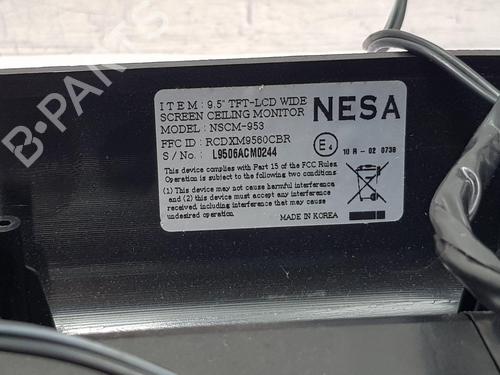 B-PARTS
ITEM: 9.5" TFT-LCD WIDE
SCREEN CEILING MONITOR
MODEL: NSCM-953
FFC ID: RCDXM9560CBR
S/No.: L9506ACM0244
NESA
E4
10 R - 02 0738
This device complies with Part 15 of the FCC Rules.
Operation is subject to the following two conditions.
(1) This device may not cause harmful interference
and (2) this device must accept any interfence
received, including interference that may cause
undesired operation.
MADE IN KOREA